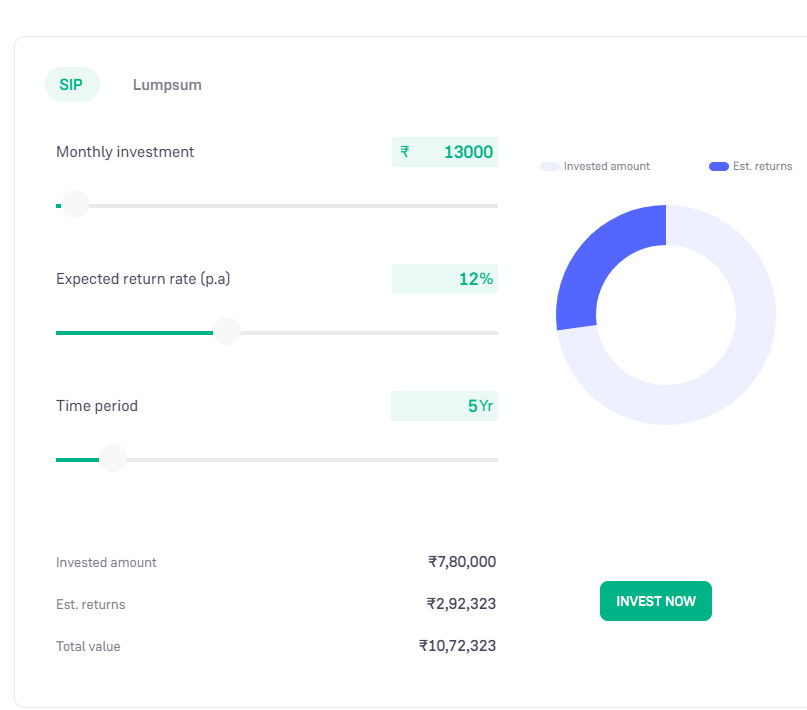 SIP Lumpsum
Monthly investment ₹ 13000
Invested amount Est. returns
Expected return rate (p.a) 12%
Time period 5Yr
Invested amount ₹7,80,000
Est. returns ₹2,92,323
INVEST NOW
Total value ₹10,72,323